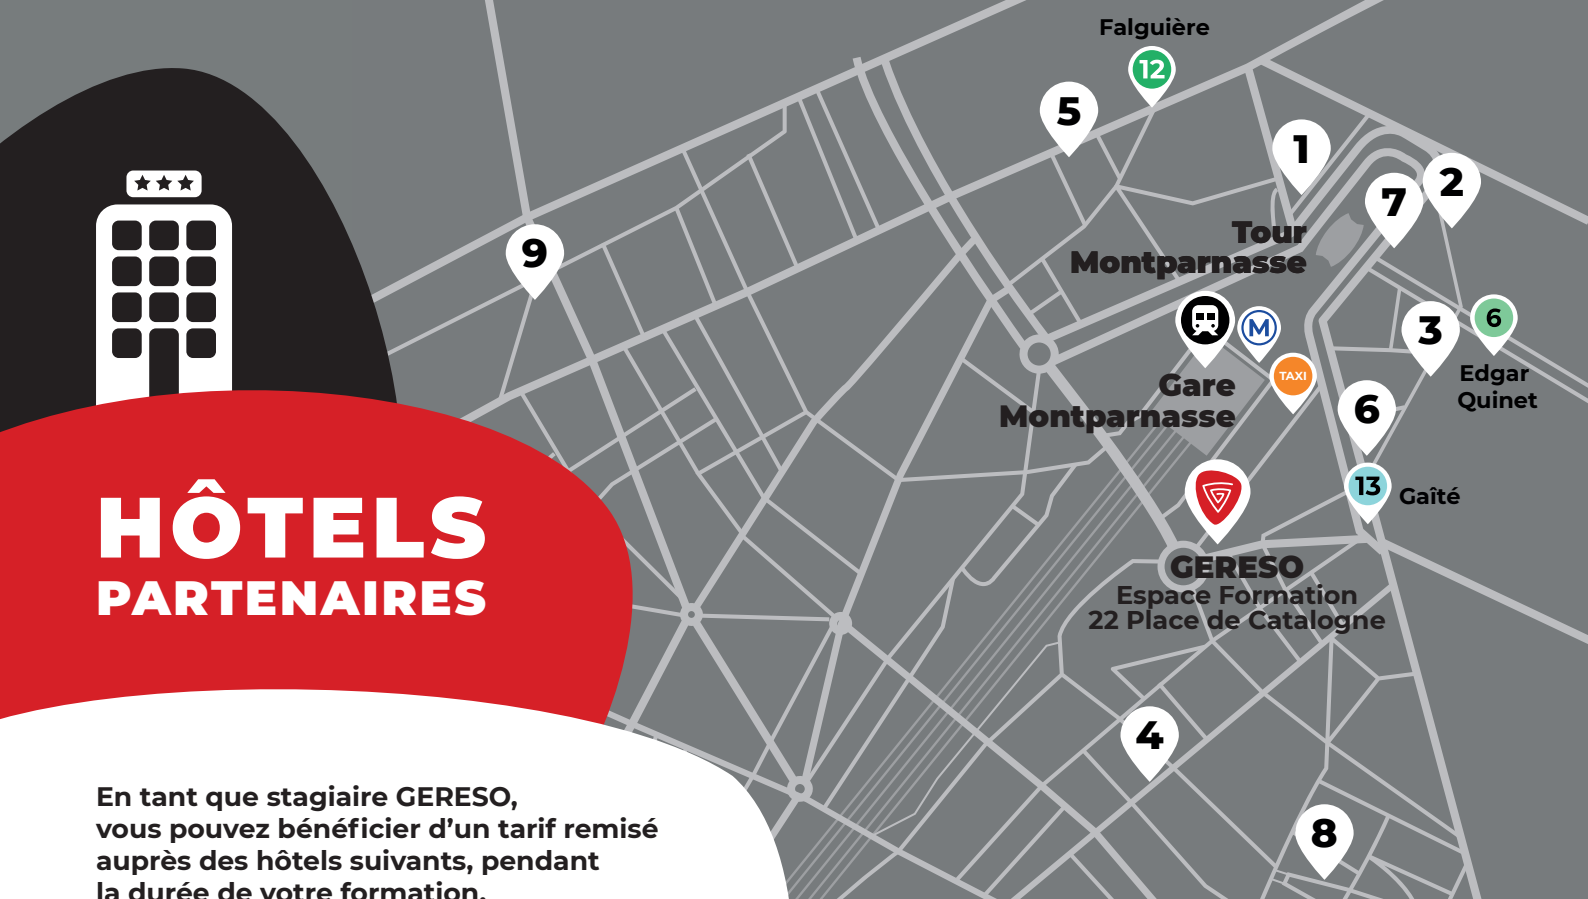 HÔTELS
PARTENAIRES
En tant que stagiaire GERESO,
vous pouvez bénéficier d’un tarif remisé
auprès des hôtels suivants, pendant
la durée de votre formation.
Falguière
12
5
1
2
7
9
Tour
Montparnasse
M
TAXI
3
6
Edgar
Quinet
Gare
Montparnasse
6
13
Gaîté
GERESO
Espace Formation
22 Place de Catalogne
4
8